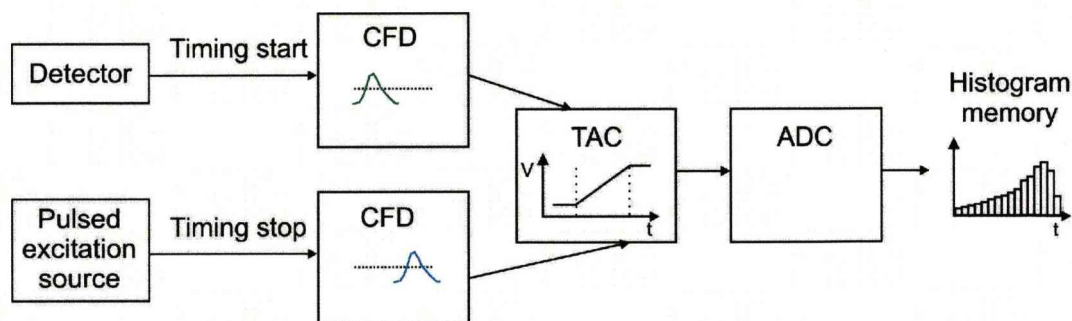 Detector
Timing start
CFD
Pulsed
excitation
source
Timing stop
CFD
TAC
V
t
ADC
Histogram
memory
t